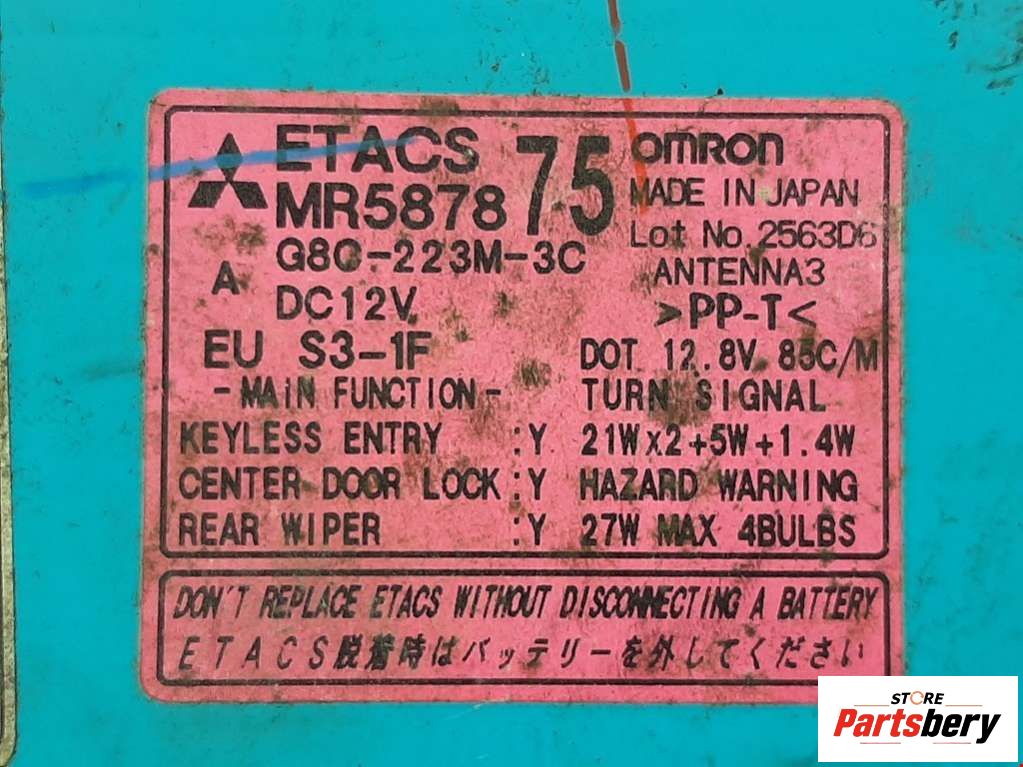 ETACS 75 OMRON
MR5878 MADE IN JAPAN
G8C-223M-3C Lot No. 2563D6
A ANTENNA3
DC12V >PP-T<
EU S3-1F DOT 12.8V 85C/M
-MAIN FUNCTION- TURN SIGNAL
KEYLESS ENTRY :Y 21Wx2+5W+1.4W
CENTER DOOR LOCK:Y HAZARD WARNING
REAR WIPER :Y 27W MAX 4BULBS
DON'T REPLACE ETACS WITHOUT DISCONNECTING A BATTERY
ETACS脱着時はバッテリーを外してください
STORE
Partsbery